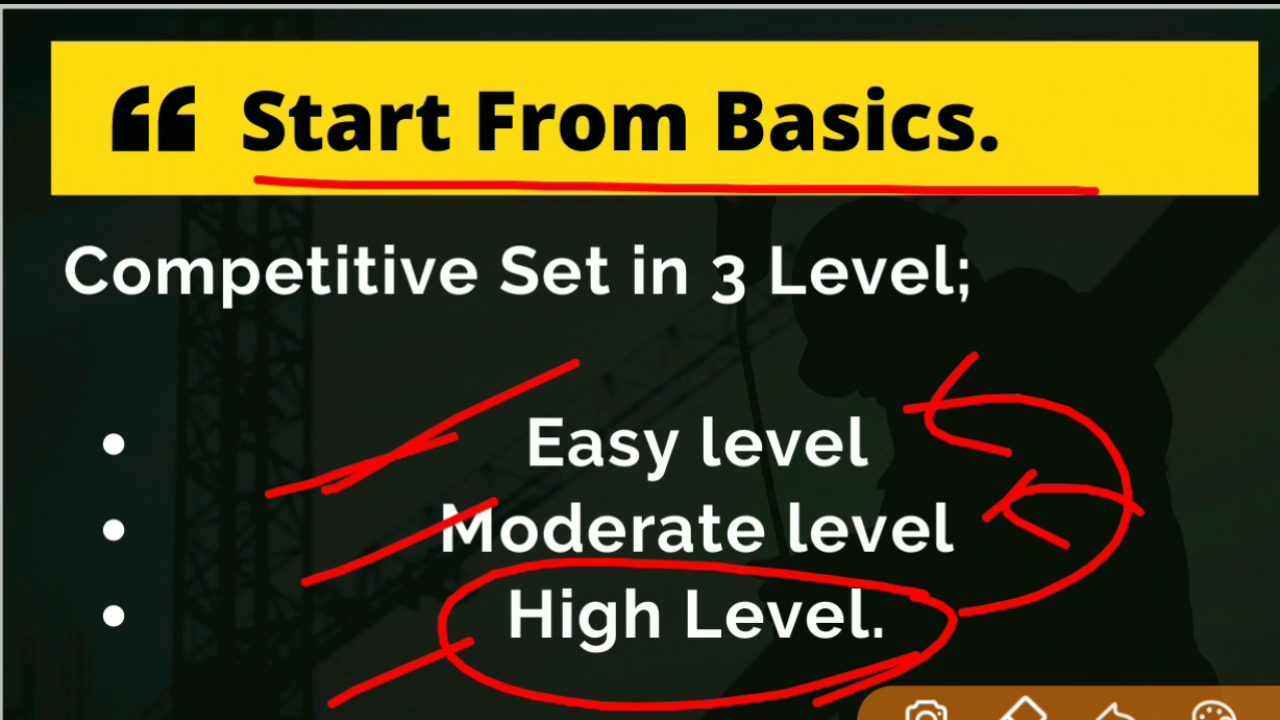 “ Start From Basics.
Competitive Set in 3 Level;
• Easy level
• Moderate level
• High Level.